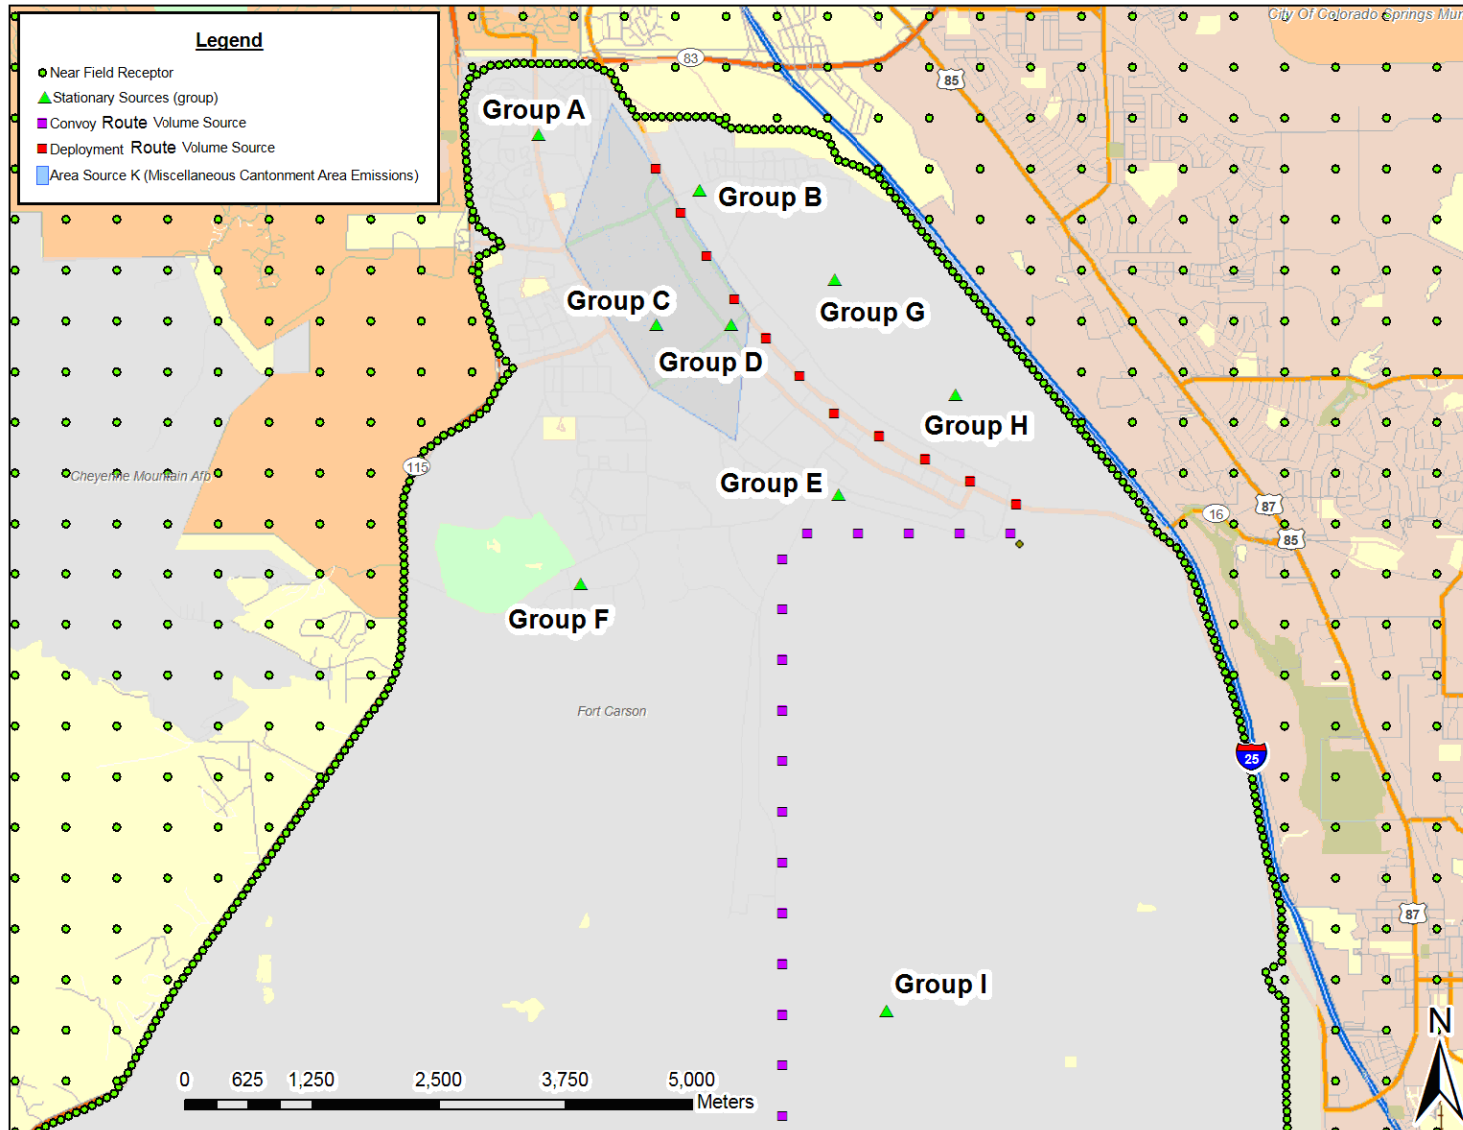 City Of Colorado Springs Mun
Legend
Near Field Receptor
Stationary Sources (group)
Convoy Route Volume Source
Deployment Route Volume Source
Area Source K (Miscellaneous Cantonment Area Emissions)
83
85
Group A
Group B
Group C
Group G
Group D
Group H
115
Cheyenne Mountain Afb
Group E
87
16
85
Group F
Fort Carson
25
87
Group I
N
0 625 1,250 2,500 3,750 5,000
Meters